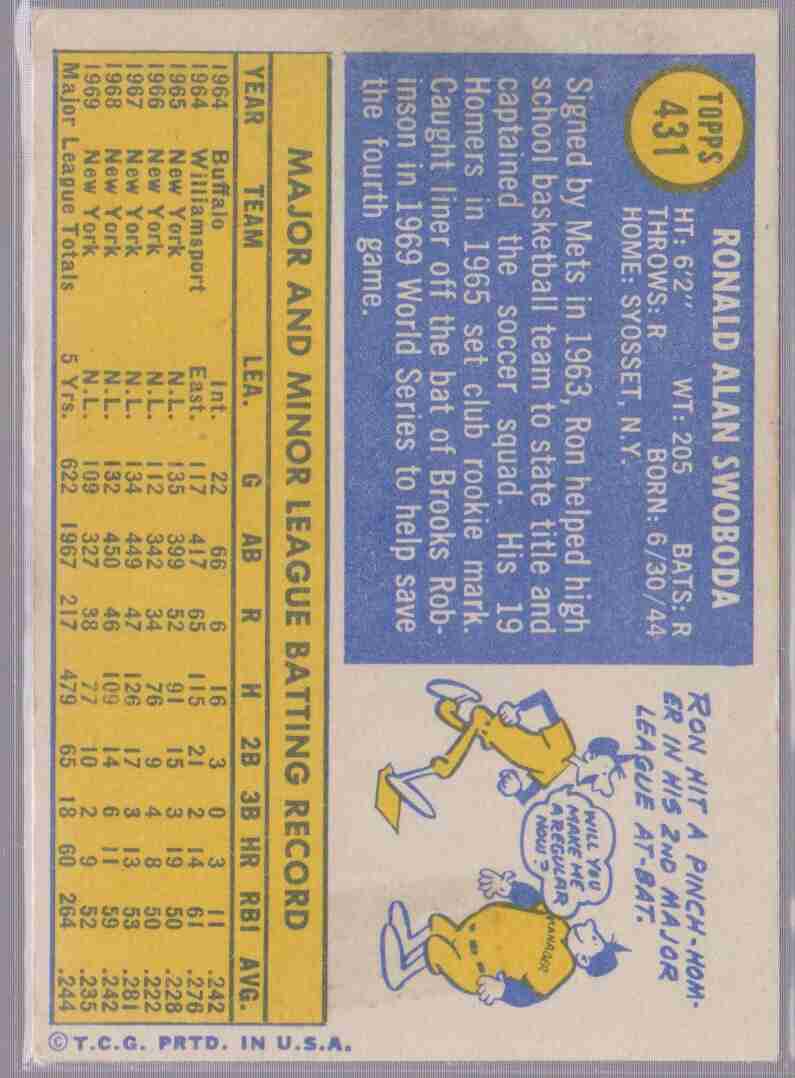 TOPPS
431
RONALD ALAN SWOBODA
HT: 6'2" WT: 205 BATS: R
THROWS: R BORN: 6/30/44
HOME: SYOSSET, N.Y.
Signed by Mets in 1963, Ron helped high
school basketball team to state title and
captained the soccer squad. His 19
Homers in 1965 set club rookie mark.
Caught liner off the bat of Brooks Rob-
inson in 1969 World Series to help save
the fourth game.
RON HIT A PINCH-HOM-
ER IN HIS 2ND MAJOR
LEAGUE AT-BAT.
WILL YOU
MAKE ME
A REGULAR
NOW?
MANAGER
MAJOR AND MINOR LEAGUE BATTING RECORD
YEAR TEAM LEA. G AB R H 2B 3B HR RBI AVG.
1964 Buffalo Int. 22 66 6 16 3 0 3 11 .242
1964 Williamsport East. 117 417 65 115 21 2 14 61 .276
1965 New York N.L. 135 399 52 91 15 3 19 50 .228
1966 New York N.L. 112 342 34 76 9 4 8 50 .222
1967 New York N.L. 134 449 47 126 17 3 13 53 .281
1968 New York N.L. 132 450 46 109 14 6 11 59 .242
1969 New York N.L. 109 327 38 77 10 2 9 52 .235
Major League Totals 5 Yrs. 622 1967 217 479 65 18 60 264 .244
© T.C.G. PRTD. IN U.S.A.